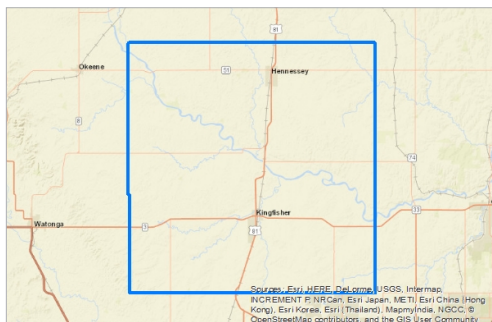 81
Okeene
33
Hennessey
8
74
Kingfisher
33
Watonga
3
81
Sources: Esri, HERE, DeLorme, USGS, Intermap,
INCREMENT P, NRCan, Esri Japan, METI, Esri China (Hong
Kong), Esri Korea, Esri (Thailand), MapmyIndia, NGCC, ©
OpenStreetMap contributors, and the GIS User Community